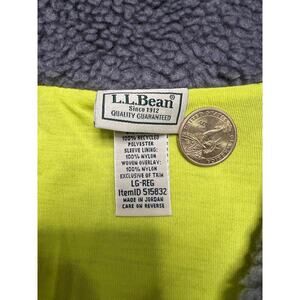 L.L.Bean®
Since 1912
QUALITY GUARANTEED
100% RECYCLED
POLYESTER
SLEEVE LINING:
100% NYLON
WOVEN OVERLAY:
100% NYLON
EXCLUSIVE OF TRIM
LG-REG
ItemID 515832
MADE IN JORDAN
CARE ON REVERSE